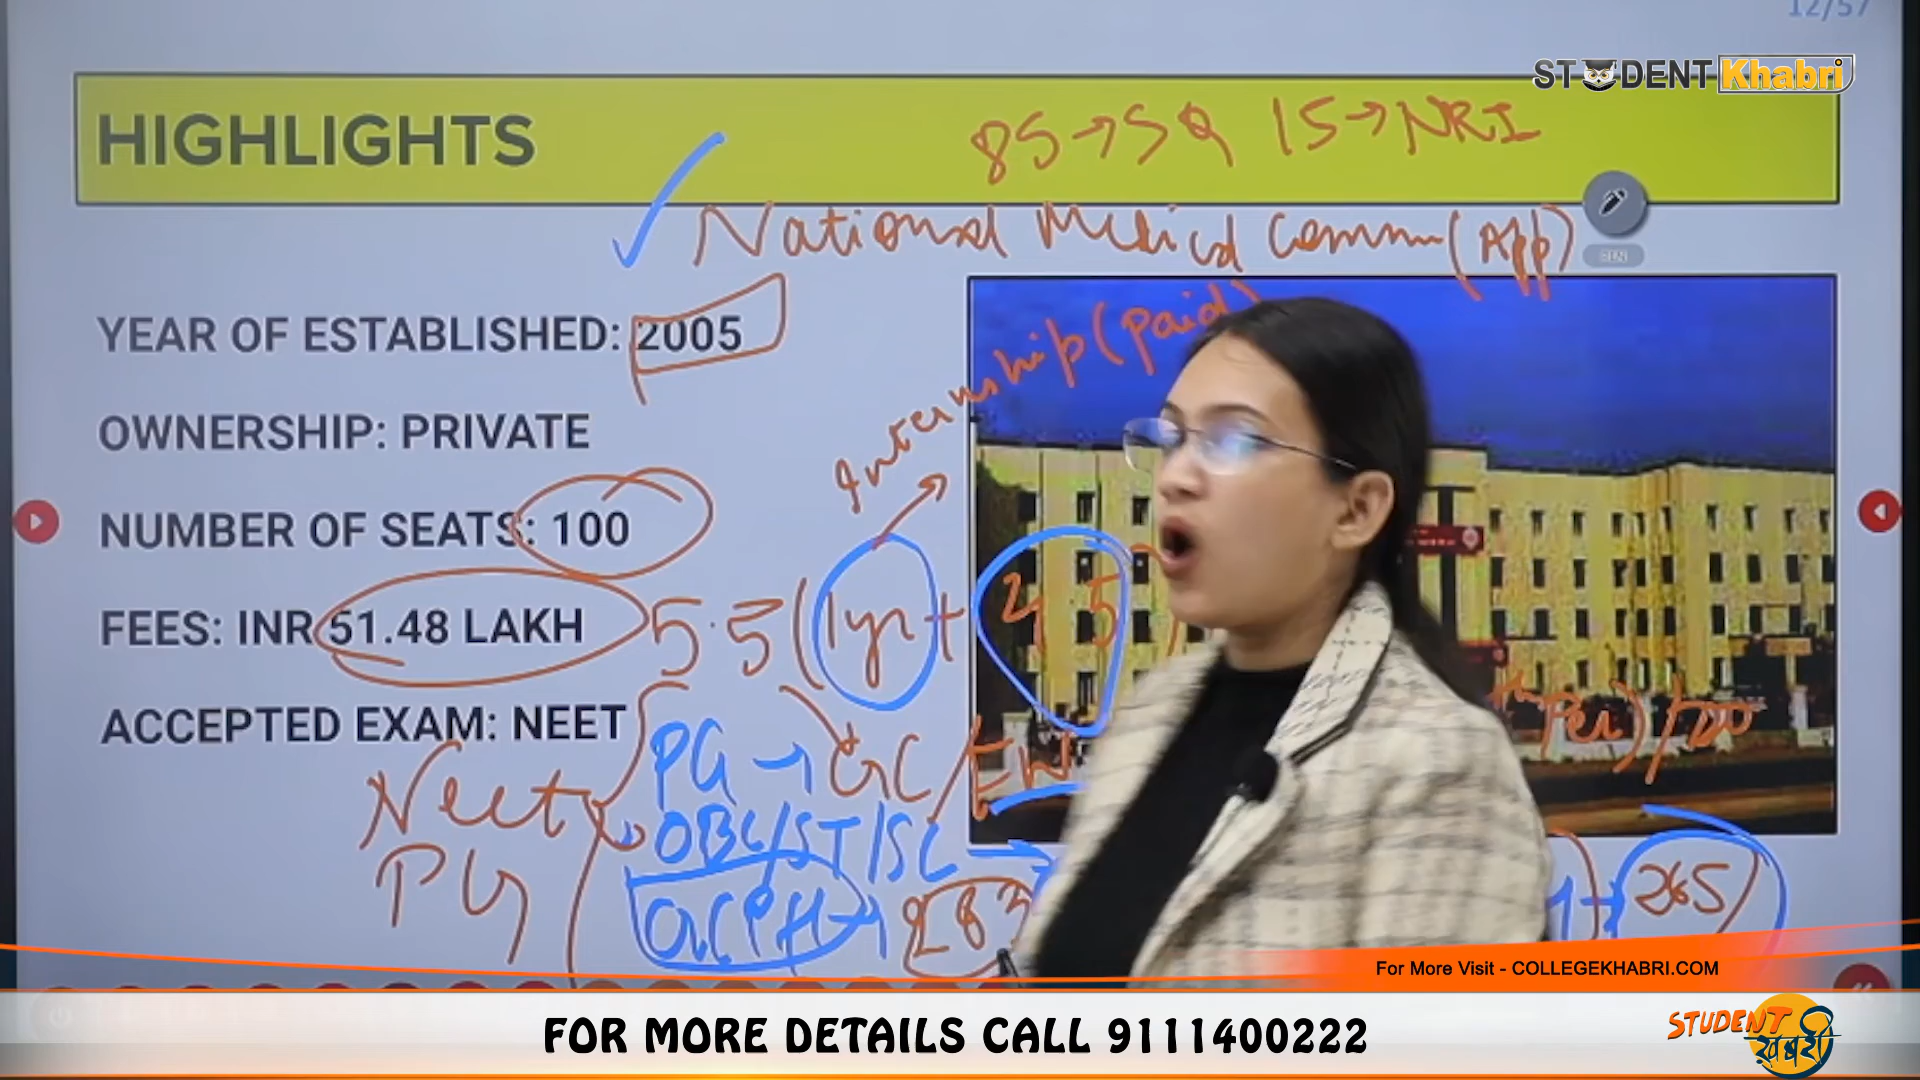 12/57
STUDENT Khabri
HIGHLIGHTS
85→SQ 15→NRI
National Medical Comm (App)
YEAR OF ESTABLISHED: 2005
Internship (Paid)
OWNERSHIP: PRIVATE
NUMBER OF SEATS: 100
FEES: INR 51.48 LAKH
5.5 (1yr + 4.5)
ACCEPTED EXAM: NEET
Neet PG
PG → GC / EW
OBC/ST/SC →
GC PH → 283
265
For More Visit - COLLEGEKHABRI.COM
FOR MORE DETAILS CALL 9111400222
STUDENT खबरी